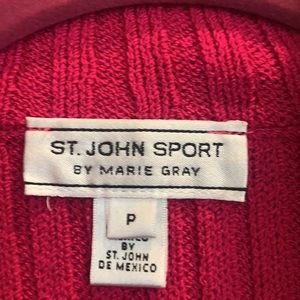 ST. JOHN SPORT
BY MARIE GRAY
P
BY
ST. JOHN
DE MEXICO